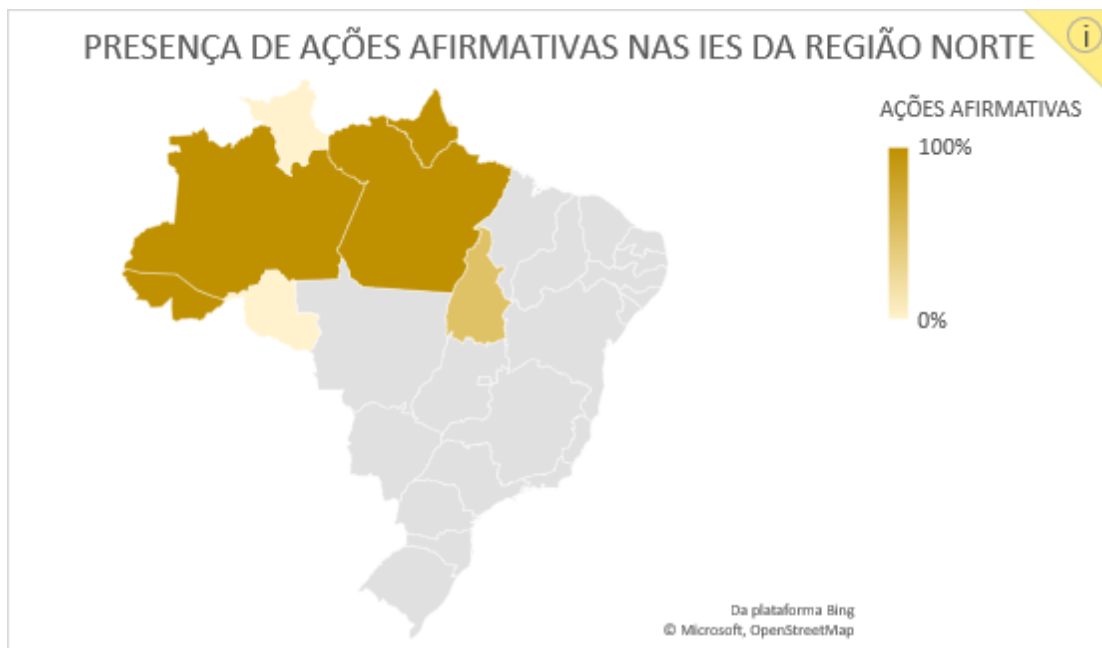 PRESENÇA DE AÇÕES AFIRMATIVAS NAS IES DA REGIÃO NORTE
i
AÇÕES AFIRMATIVAS
100%
0%
Da plataforma Bing
© Microsoft, OpenStreetMap